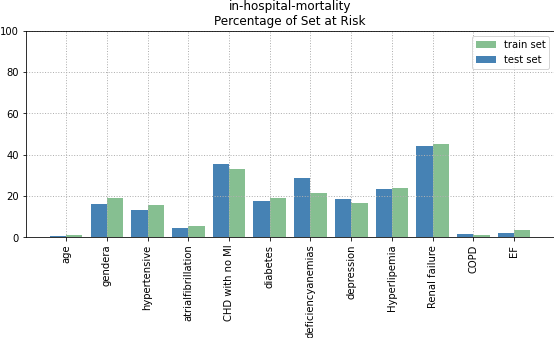 in-hospital-mortality
Percentage of Set at Risk
train set
test set
100
80
60
40
20
0
age
gendera
hypertensive
atrialfibrillation
CHD with no MI
diabetes
deficiencyanemias
depression
Hyperlipemia
Renal failure
COPD
EF